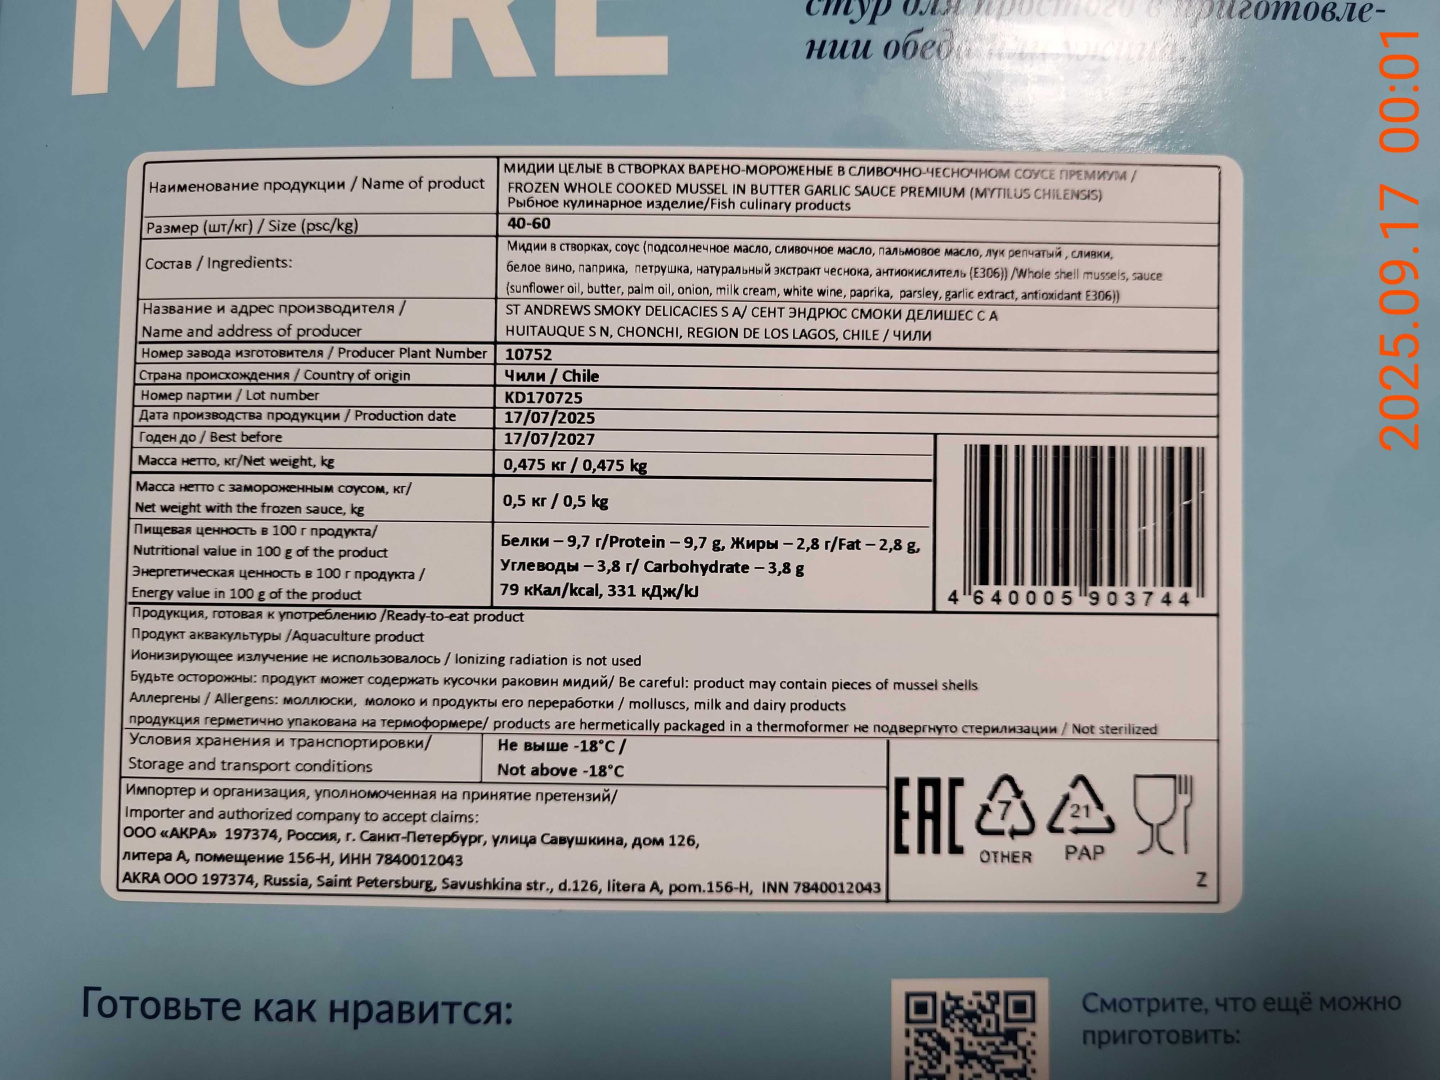 MORE
стур для простого в приготовле-
нии обеда или ужина.
2025.09.17 00:01
Наименование продукции / Name of product
МИДИИ ЦЕЛЫЕ В СТВОРКАХ ВАРЕНО-МОРОЖЕНЫЕ В СЛИВОЧНО-ЧЕСНОЧНОМ СОУСЕ ПРЕМИУМ /
FROZEN WHOLE COOKED MUSSEL IN BUTTER GARLIC SAUCE PREMIUM (MYTILUS CHILENSIS)
Рыбное кулинарное изделие/Fish culinary products
Размер (шт/кг) / Size (psc/kg)
40-60
Состав / Ingredients:
Мидии в створках, соус (подсолнечное масло, сливочное масло, пальмовое масло, лук репчатый , сливки,
белое вино, паприка, петрушка, натуральный экстракт чеснока, антиокислитель (Е306)) /Whole shell mussels, sauce
(sunflower oil, butter, palm oil, onion, milk cream, white wine, paprika, parsley, garlic extract, antioxidant E306))
Название и адрес производителя /
Name and address of producer
ST ANDREWS SMOKY DELICACIES S A/ СЕНТ ЭНДРЮС СМОКИ ДЕЛИШЕС С А
HUITAUQUE S N, CHONCHI, REGION DE LOS LAGOS, CHILE / ЧИЛИ
Номер завода изготовителя / Producer Plant Number
10752
Страна происхождения / Country of origin
Чили / Chile
Номер партии / Lot number
KD170725
Дата производства продукции / Production date
17/07/2025
Годен до / Best before
17/07/2027
Масса нетто, кг/Net weight, kg
0,475 кг / 0,475 kg
Масса нетто с замороженным соусом, кг/
Net weight with the frozen sauce, kg
0,5 кг / 0,5 kg
Пищевая ценность в 100 г продукта/
Nutritional value in 100 g of the product
Энергетическая ценность в 100 г продукта /
Energy value in 100 g of the product
Белки – 9,7 г/Protein – 9,7 g, Жиры – 2,8 г/Fat – 2,8 g,
Углеводы – 3,8 г/ Carbohydrate – 3,8 g
79 кКал/kcal, 331 кДж/kJ
4 640005 903744
Продукция, готовая к употреблению /Ready-to-eat product
Продукт аквакультуры /Aquaculture product
Ионизирующее излучение не использовалось / Ionizing radiation is not used
Будьте осторожны: продукт может содержать кусочки раковин мидий/ Be careful: product may contain pieces of mussel shells
Аллергены / Allergens: моллюски, молоко и продукты его переработки / molluscs, milk and dairy products
продукция герметично упакована на термоформере/ products are hermetically packaged in a thermoformer не подвергнуто стерилизации / Not sterilized
Условия хранения и транспортировки/
Storage and transport conditions
Не выше -18°C /
Not above -18°C
Импортер и организация, уполномоченная на принятие претензий/
Importer and authorized company to accept claims:
ООО «АКРА» 197374, Россия, г. Санкт-Петербург, улица Савушкина, дом 126,
литера А, помещение 156-Н, ИНН 7840012043
AKRA OOO 197374, Russia, Saint Petersburg, Savushkina str., d.126, litera A, pom.156-H, INN 7840012043
EAC
7
OTHER
21
PAP
Z
Готовьте как нравится:
Смотрите, что ещё можно
приготовить: